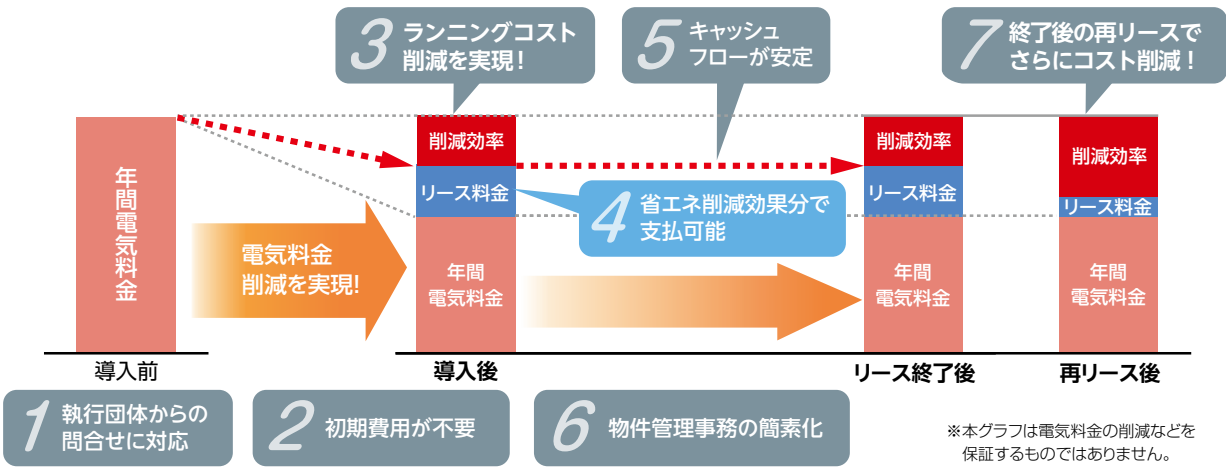 3 ランニングコスト
削減を実現！
5 キャッシュ
フローが安定
7 終了後の再リースで
さらにコスト削減！
年間電気料金
電気料金
削減を実現!
削減効率
リース料金
年間
電気料金
4 省エネ削減効果分で
支払可能
削減効率
リース料金
年間
電気料金
削減効率
リース料金
年間
電気料金
導入前
導入後
リース終了後
再リース後
1 執行団体からの
問合せに対応
2 初期費用が不要
6 物件管理事務の簡素化
※本グラフは電気料金の削減などを
保証するものではありません。